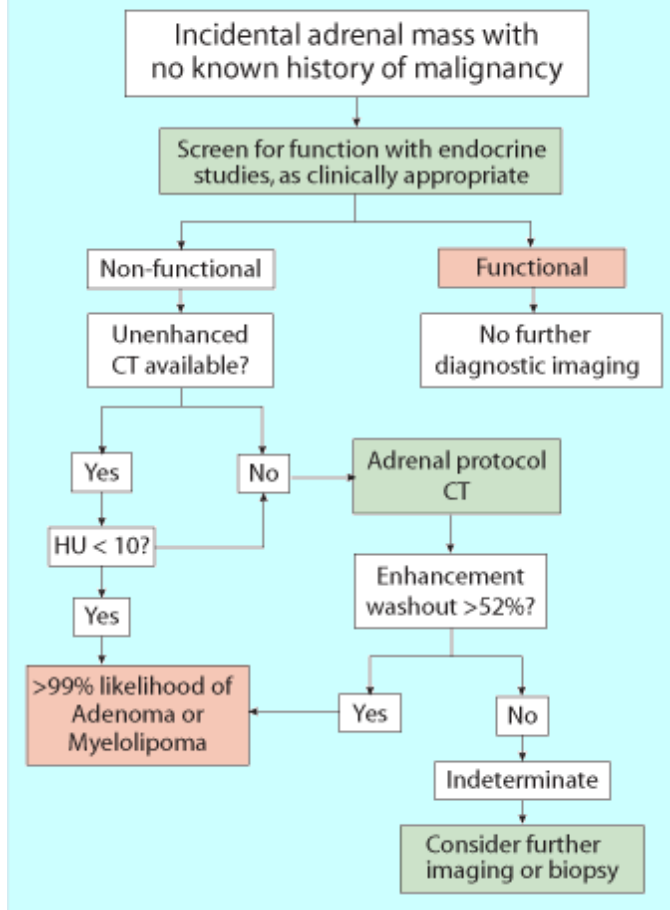 Incidental adrenal mass with
no known history of malignancy
Screen for function with endocrine
studies, as clinically appropriate
Non-functional
Functional
Unenhanced
CT available?
No further
diagnostic imaging
Yes
No
Adrenal protocol
CT
HU < 10?
Enhancement
washout >52%?
Yes
>99% likelihood of
Adenoma or
Myelolipoma
Yes
No
Indeterminate
Consider further
imaging or biopsy